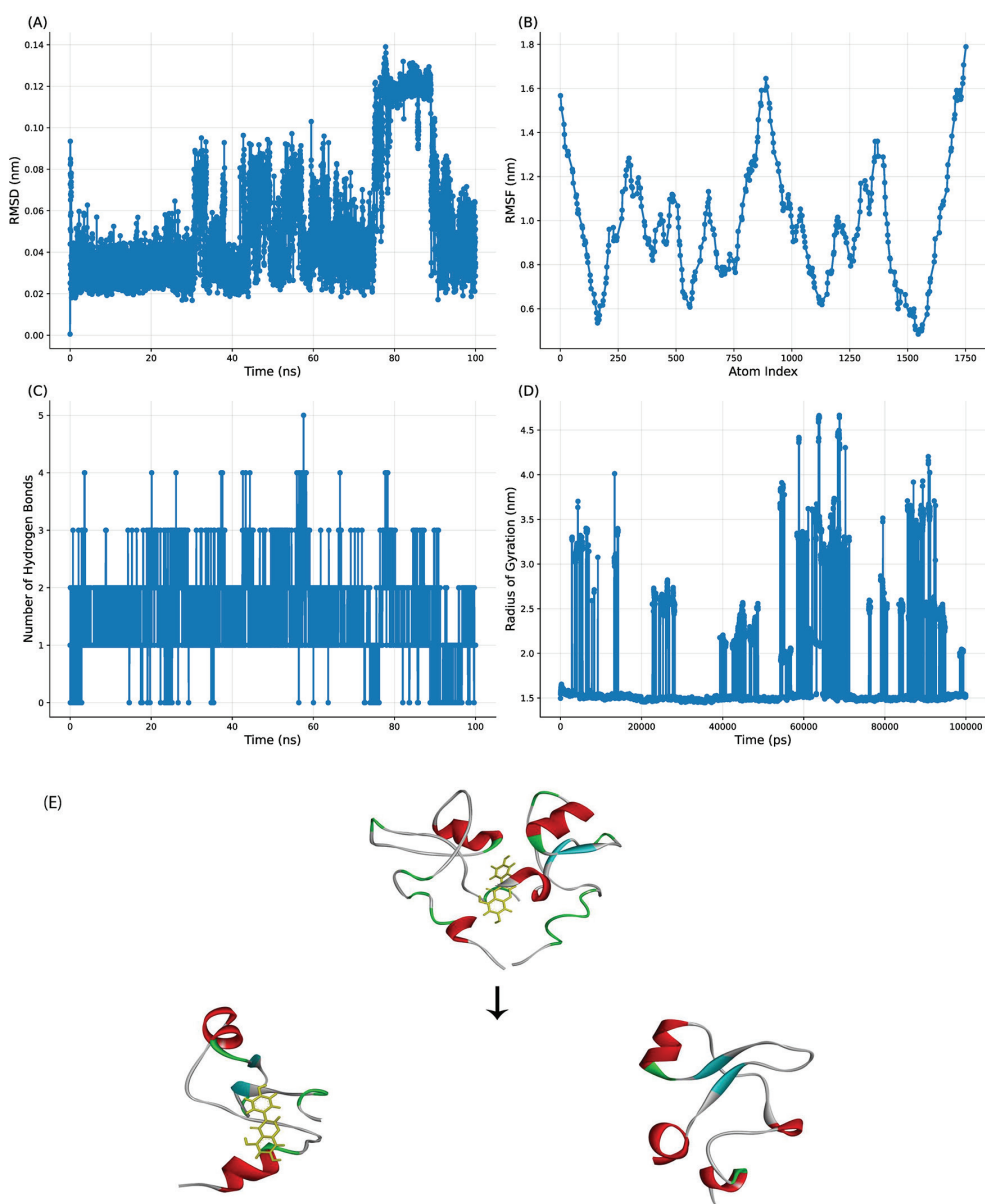 (A)
0.14
0.12
0.10
0.08
0.06
0.04
0.02
0.00
RMSD (nm)
0 20 40 60 80 100
Time (ns)
(B)
1.8
1.6
1.4
1.2
1.0
0.8
0.6
RMSF (nm)
0 250 500 750 1000 1250 1500 1750
Atom Index
(C)
5
4
3
2
1
0
Number of Hydrogen Bonds
0 20 40 60 80 100
Time (ns)
(D)
4.5
4.0
3.5
3.0
2.5
2.0
1.5
Radius of Gyration (nm)
0 20000 40000 60000 80000 100000
Time (ps)
(E)